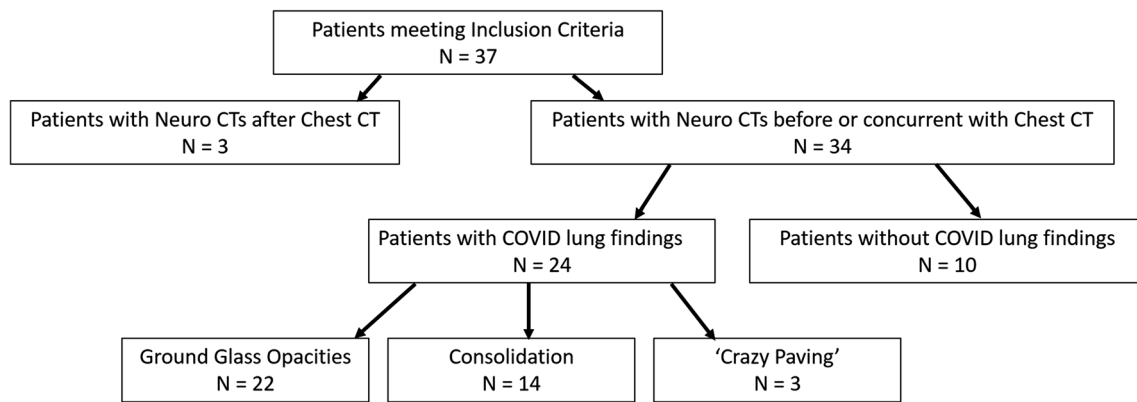 Patients meeting Inclusion Criteria
N = 37
Patients with Neuro CTs after Chest CT
N = 3
Patients with Neuro CTs before or concurrent with Chest CT
N = 34
Patients with COVID lung findings
N = 24
Patients without COVID lung findings
N = 10
Ground Glass Opacities
N = 22
Consolidation
N = 14
‘Crazy Paving’
N = 3